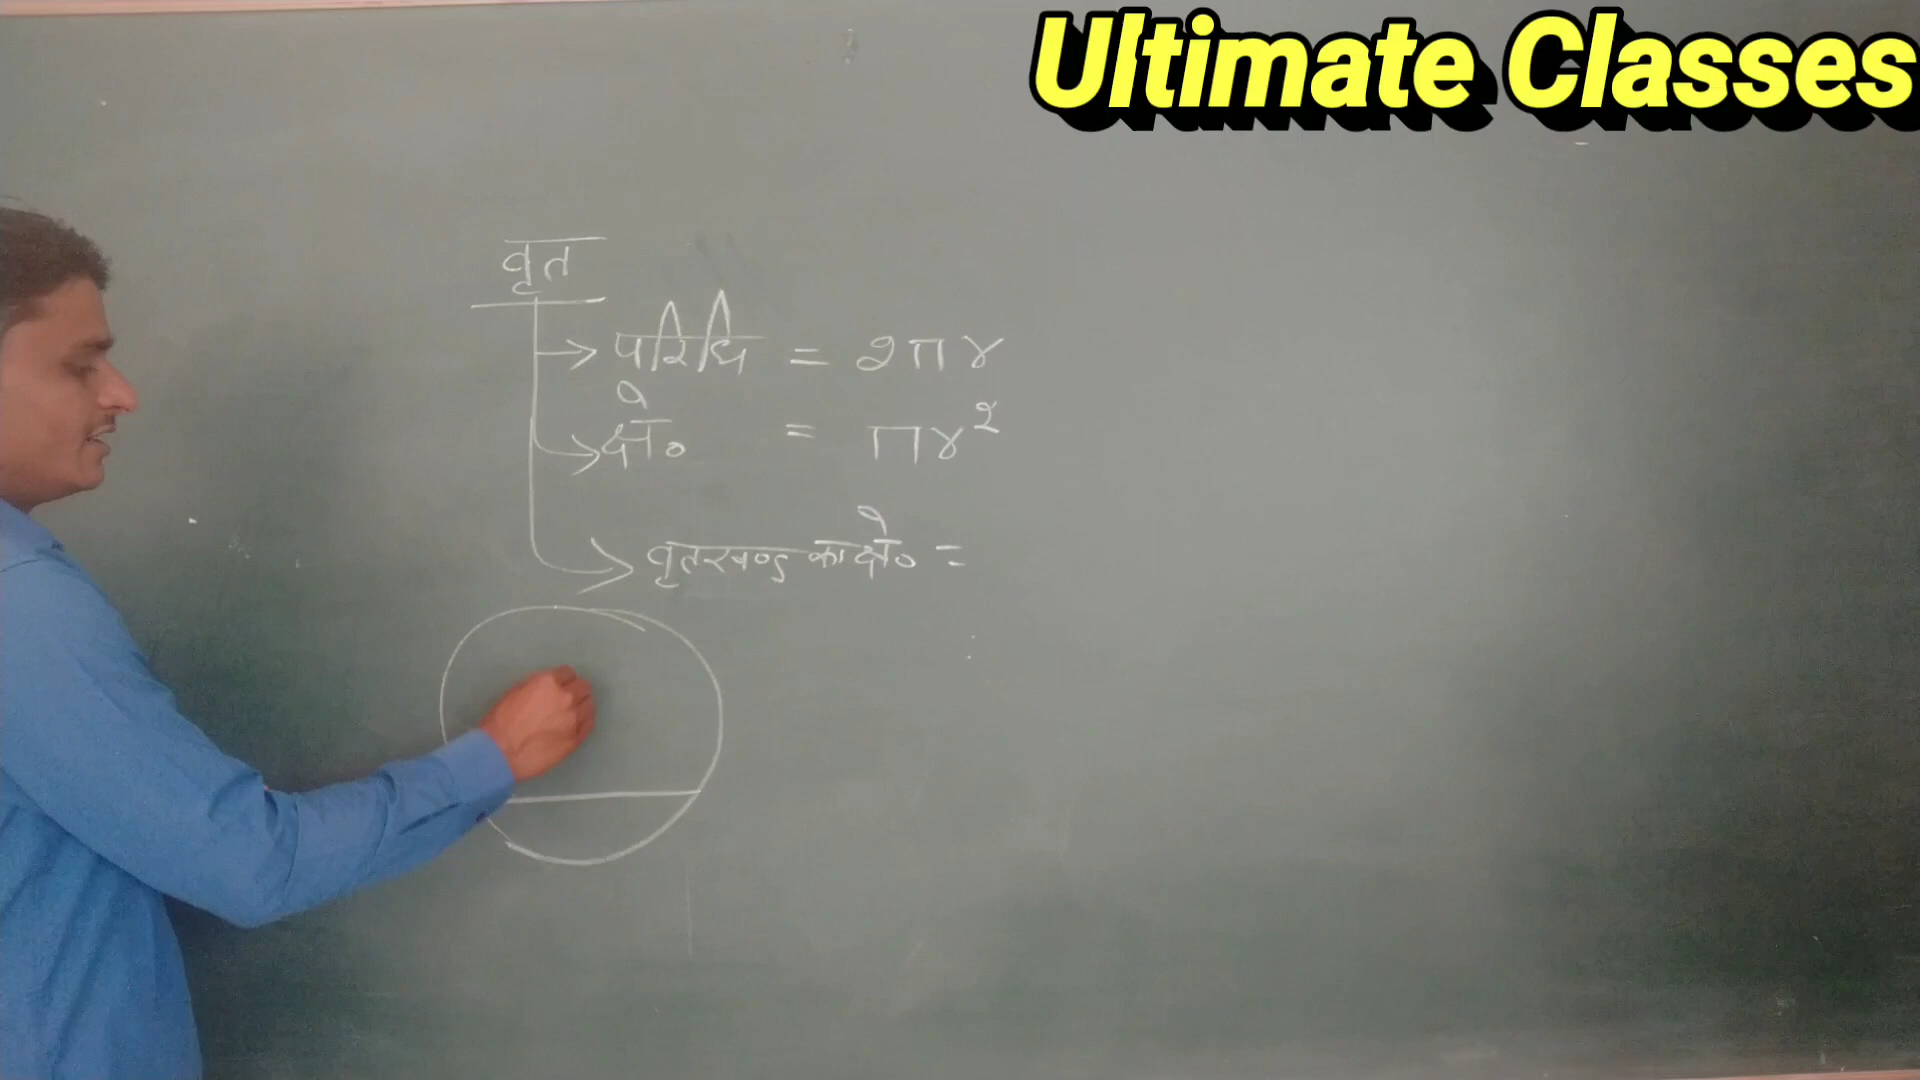 Ultimate Classes
वृत
परिधि = 2πr
क्षे० = πr²
वृतखण्ड का क्षे० =